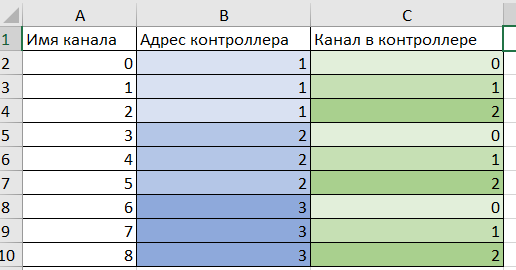 A B C
1 Имя канала Адрес контроллера Канал в контроллере
2 0 1 0
3 1 1 1
4 2 1 2
5 3 2 0
6 4 2 1
7 5 2 2
8 6 3 0
9 7 3 1
10 8 3 2